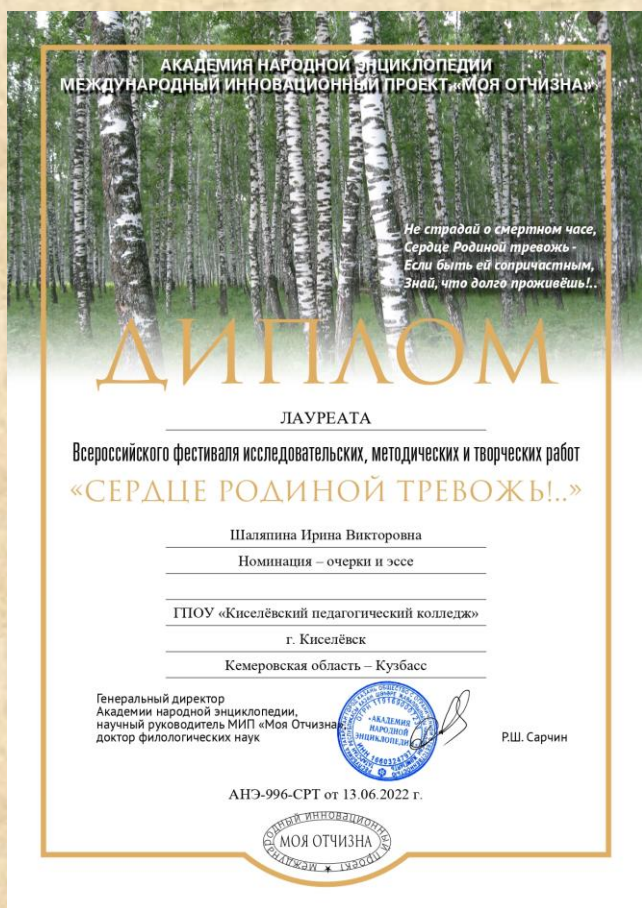 АКАДЕМИЯ НАРОДНОЙ ЭНЦИКЛОПЕДИИ
МЕЖДУНАРОДНЫЙ ИННОВАЦИОННЫЙ ПРОЕКТ «МОЯ ОТЧИЗНА»
Не страдай о смертном часе,
Сердце Родиной тревожь -
Если быть ей сопричастным,
Знай, что долго проживёшь!..
ДИПЛОМ
ЛАУРЕАТА
Всероссийского фестиваля исследовательских, методических и творческих работ
«СЕРДЦЕ РОДИНОЙ ТРЕВОЖЬ!..»
Шаляпина Ирина Викторовна
Номинация – очерки и эссе
ГПОУ «Киселёвский педагогический колледж»
г. Киселёвск
Кемеровская область – Кузбасс
Генеральный директор
Академии народной энциклопедии,
научный руководитель МИП «Моя Отчизна»
доктор филологических наук
«АКАДЕМИЯ
НАРОДНОЙ
ЭНЦИКЛОПЕДИИ
Р.Ш. Сарчин
АНЭ-996-СРТ от 13.06.2022 г.
МЕЖДУНАРОДНЫЙ ИННОВАЦИОННЫЙ ПРОЕКТ
МОЯ ОТЧИЗНА